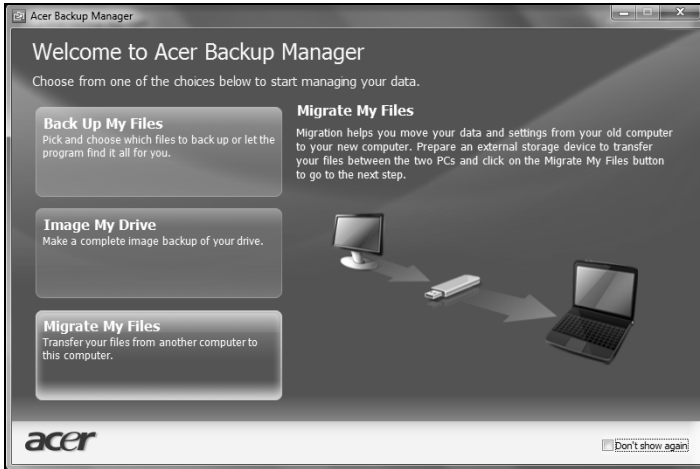 Acer Backup Manager
Welcome to Acer Backup Manager
Choose from one of the choices below to start managing your data.
Back Up My Files
Pick and choose which files to back up or let the
program find it all for you.
Image My Drive
Make a complete image backup of your drive.
Migrate My Files
Transfer your files from another computer to
this computer.
Migrate My Files
Migration helps you move your data and settings from your old computer
to your new computer. Prepare an external storage device to transfer
your files between the two PCs and click on the Migrate My Files button
to go to the next step.
acer
Don't show again